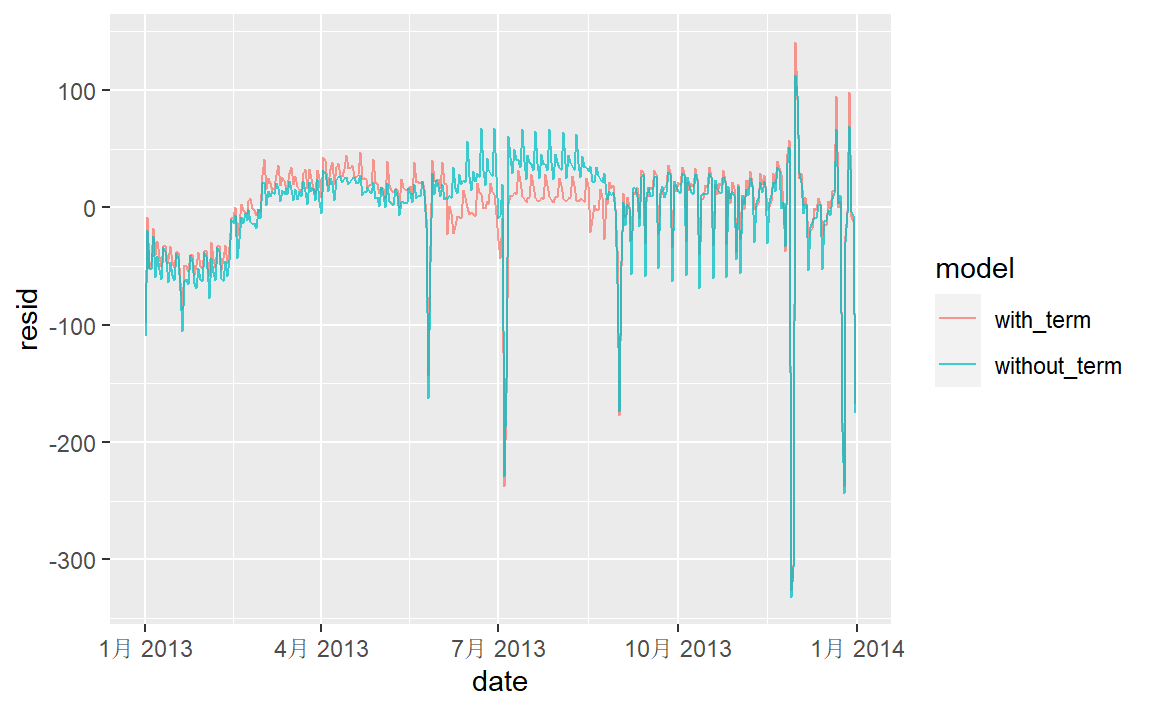 100
0
-100
-200
-300
resid
1月 2013
4月 2013
7月 2013
10月 2013
1月 2014
date
model
with_term
without_term